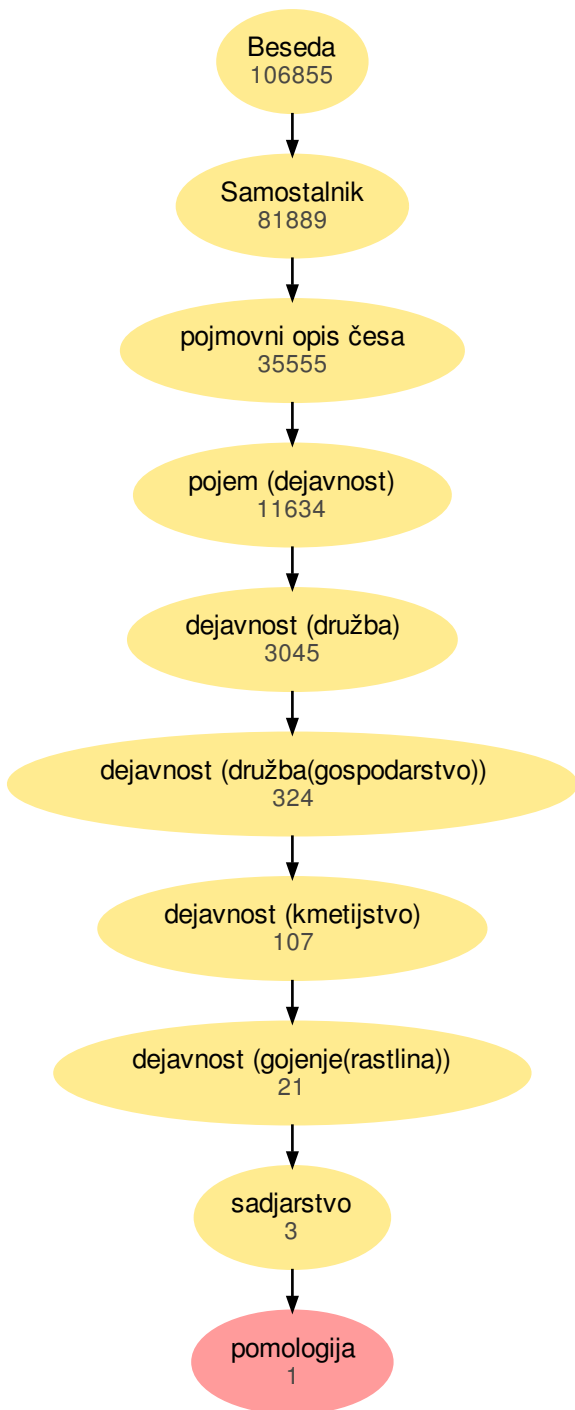 Beseda
106855
Samostalnik
81889
pojmovni opis česa
35555
pojem (dejavnost)
11634
dejavnost (družba)
3045
dejavnost (družba(gospodarstvo))
324
dejavnost (kmetijstvo)
107
dejavnost (gojenje(rastlina))
21
sadjarstvo
3
pomologija
1